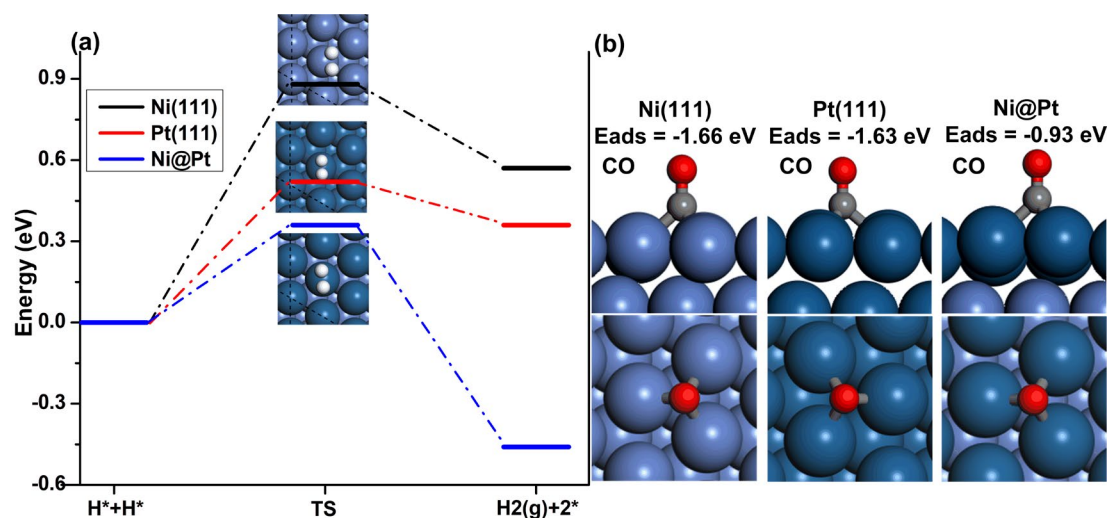 (a)
0.9
0.6
0.3
0.0
-0.3
-0.6
Energy (eV)
Ni(111)
Pt(111)
Ni@Pt
H*+H*
TS
H2(g)+2*
(b)
Ni(111)
Eads = -1.66 eV
CO
Pt(111)
Eads = -1.63 eV
CO
Ni@Pt
Eads = -0.93 eV
CO